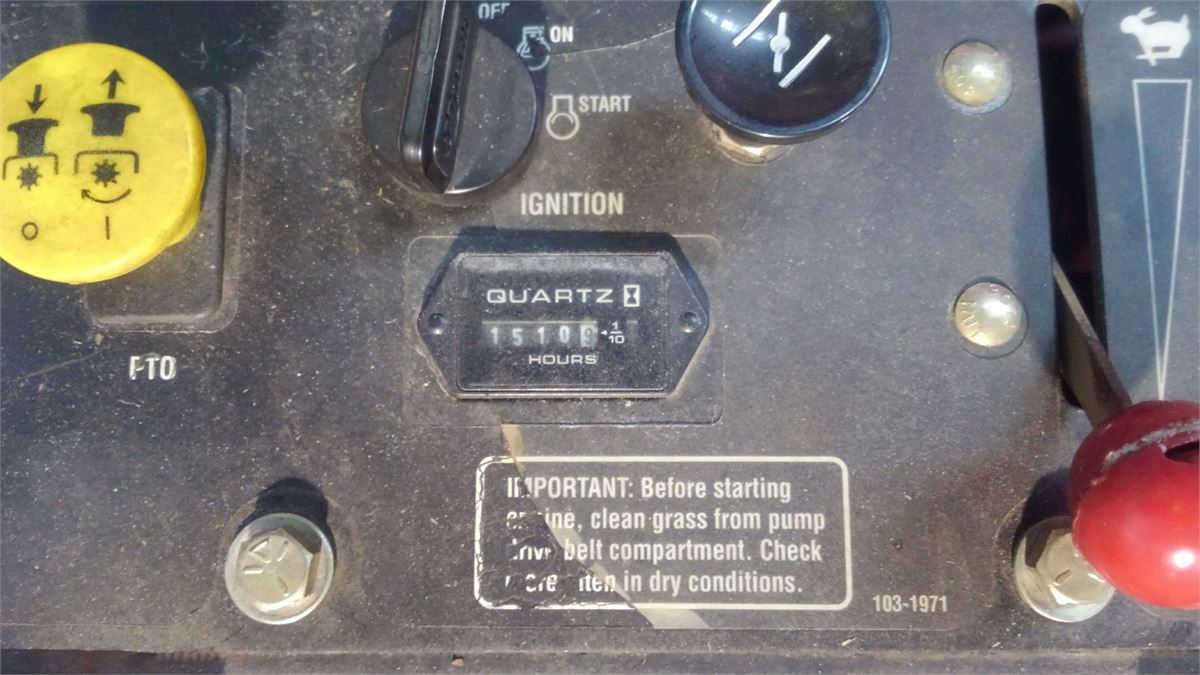 OFF
ON
START
IGNITION
O
I
QUARTZ
15109
1/10
HOURS
PTO
IMPORTANT: Before starting
clean grass from pump
belt compartment. Check
in dry conditions.
103-1971